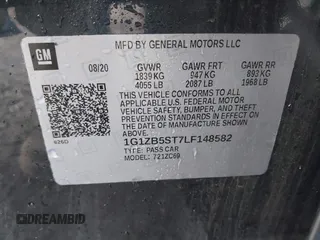 GM
MFD BY GENERAL MOTORS LLC
08/20 GVWR GAWR FRT GAWR RR
1839 KG 947 KG 893 KG
4055 LB 2087 LB 1968 LB
THIS VEHICLE CONFORMS TO ALL APPLICABLE
U.S. FEDERAL MOTOR VEHICLE
SAFETY, BUMPER, AND THEFT
PREVENTION STANDARDS IN
EFFECT ON THE DATE OF
MANUFACTURE SHOWN ABOVE.
1G1ZB5ST7LF148582
TYPE: PASS CAR
721ZC69
DREAMBID